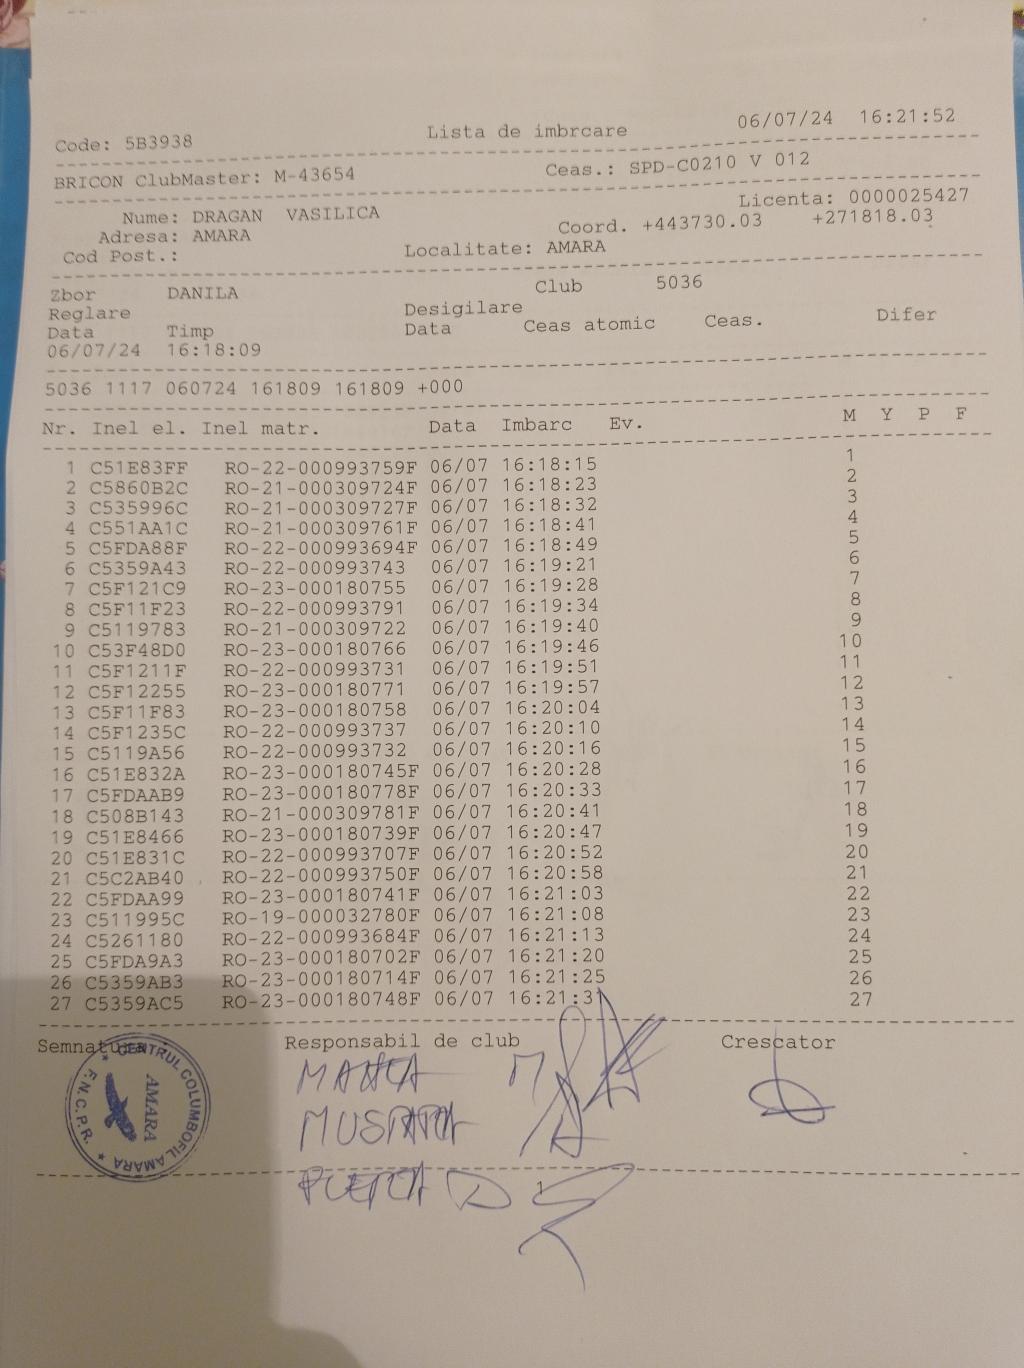 06/07/24 16:21:52
Code: 5B3938 Lista de imbrcare
BRICON ClubMaster: M-43654 Ceas.: SPD-C0210 V 012
Licenta: 0000025427
Nume: DRAGAN VASILICA Coord. +443730.03 +271818.03
Adresa: AMARA
Cod Post.: Localitate: AMARA
Zbor DANILA Club 5036
Reglare Desigilare
Data Timp Data Ceas atomic Ceas. Difer
06/07/24 16:18:09
5036 1117 060724 161809 161809 +000
Nr. Inel el. Inel matr. Data Imbarc Ev. M Y P F
1 C51E83FF RO-22-000993759F 06/07 16:18:15 1
2 C5860B2C RO-21-000309724F 06/07 16:18:23 2
3 C535996C RO-21-000309727F 06/07 16:18:32 3
4 C551AA1C RO-21-000309761F 06/07 16:18:41 4
5 C5FDA88F RO-22-000993694F 06/07 16:18:49 5
6 C5359A43 RO-22-000993743 06/07 16:19:21 6
7 C5F121C9 RO-23-000180755 06/07 16:19:28 7
8 C5F11F23 RO-22-000993791 06/07 16:19:34 8
9 C5119783 RO-21-000309722 06/07 16:19:40 9
10 C53F48D0 RO-23-000180766 06/07 16:19:46 10
11 C5F1211F RO-22-000993731 06/07 16:19:51 11
12 C5F12255 RO-23-000180771 06/07 16:19:57 12
13 C5F11F83 RO-23-000180758 06/07 16:20:04 13
14 C5F1235C RO-22-000993737 06/07 16:20:10 14
15 C5119A56 RO-22-000993732 06/07 16:20:16 15
16 C51E832A RO-23-000180745F 06/07 16:20:28 16
17 C5FDAAB9 RO-23-000180778F 06/07 16:20:33 17
18 C508B143 RO-21-000309781F 06/07 16:20:41 18
19 C51E8466 RO-23-000180739F 06/07 16:20:47 19
20 C51E831C RO-22-000993707F 06/07 16:20:52 20
21 C5C2AB40 RO-22-000993750F 06/07 16:20:58 21
22 C5FDAA99 RO-23-000180741F 06/07 16:21:03 22
23 C511995C RO-19-000032780F 06/07 16:21:08 23
24 C5261180 RO-22-000993684F 06/07 16:21:13 24
25 C5FDA9A3 RO-23-000180702F 06/07 16:21:20 25
26 C5359AB3 RO-23-000180714F 06/07 16:21:25 26
27 C5359AC5 RO-23-000180748F 06/07 16:21:31 27
Semnatura Responsabil de club Crescator
CENTRUL COLUMBOFIL AMARA
F.N.C.P.R.
AMARA
1